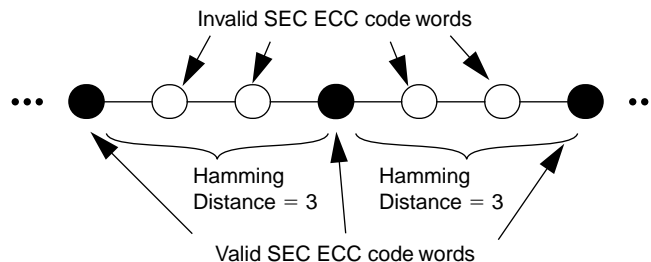 Invalid SEC ECC code words
Hamming
Distance = 3
Hamming
Distance = 3
Valid SEC ECC code words